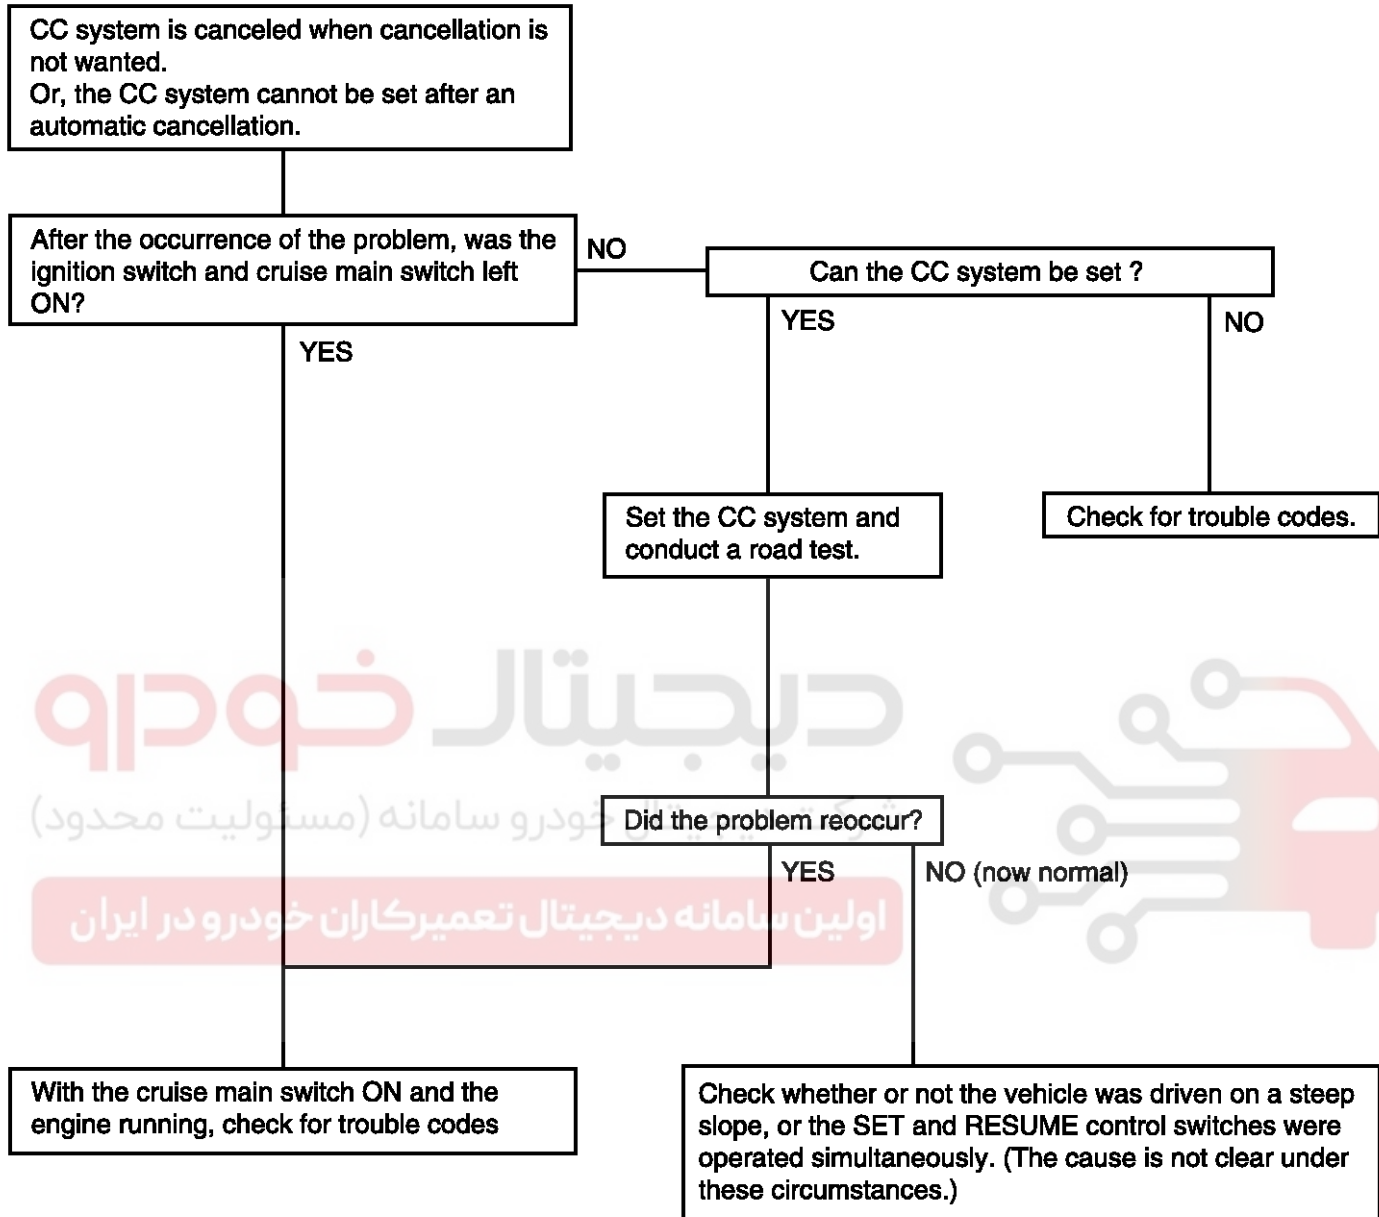 CC system is canceled when cancellation is
not wanted.
Or, the CC system cannot be set after an
automatic cancellation.
After the occurrence of the problem, was the
ignition switch and cruise main switch left
ON?
NO
Can the CC system be set ?
YES
YES
NO
Set the CC system and
conduct a road test.
Check for trouble codes.
دیجیتال خودرو
شرکت دیجیتال خودرو سامانه (مسئولیت محدود)
Did the problem reoccur?
YES
NO (now normal)
اولین سامانه دیجیتال تعمیرکاران خودرو در ایران
With the cruise main switch ON and the
engine running, check for trouble codes
Check whether or not the vehicle was driven on a steep
slope, or the SET and RESUME control switches were
operated simultaneously. (The cause is not clear under
these circumstances.)